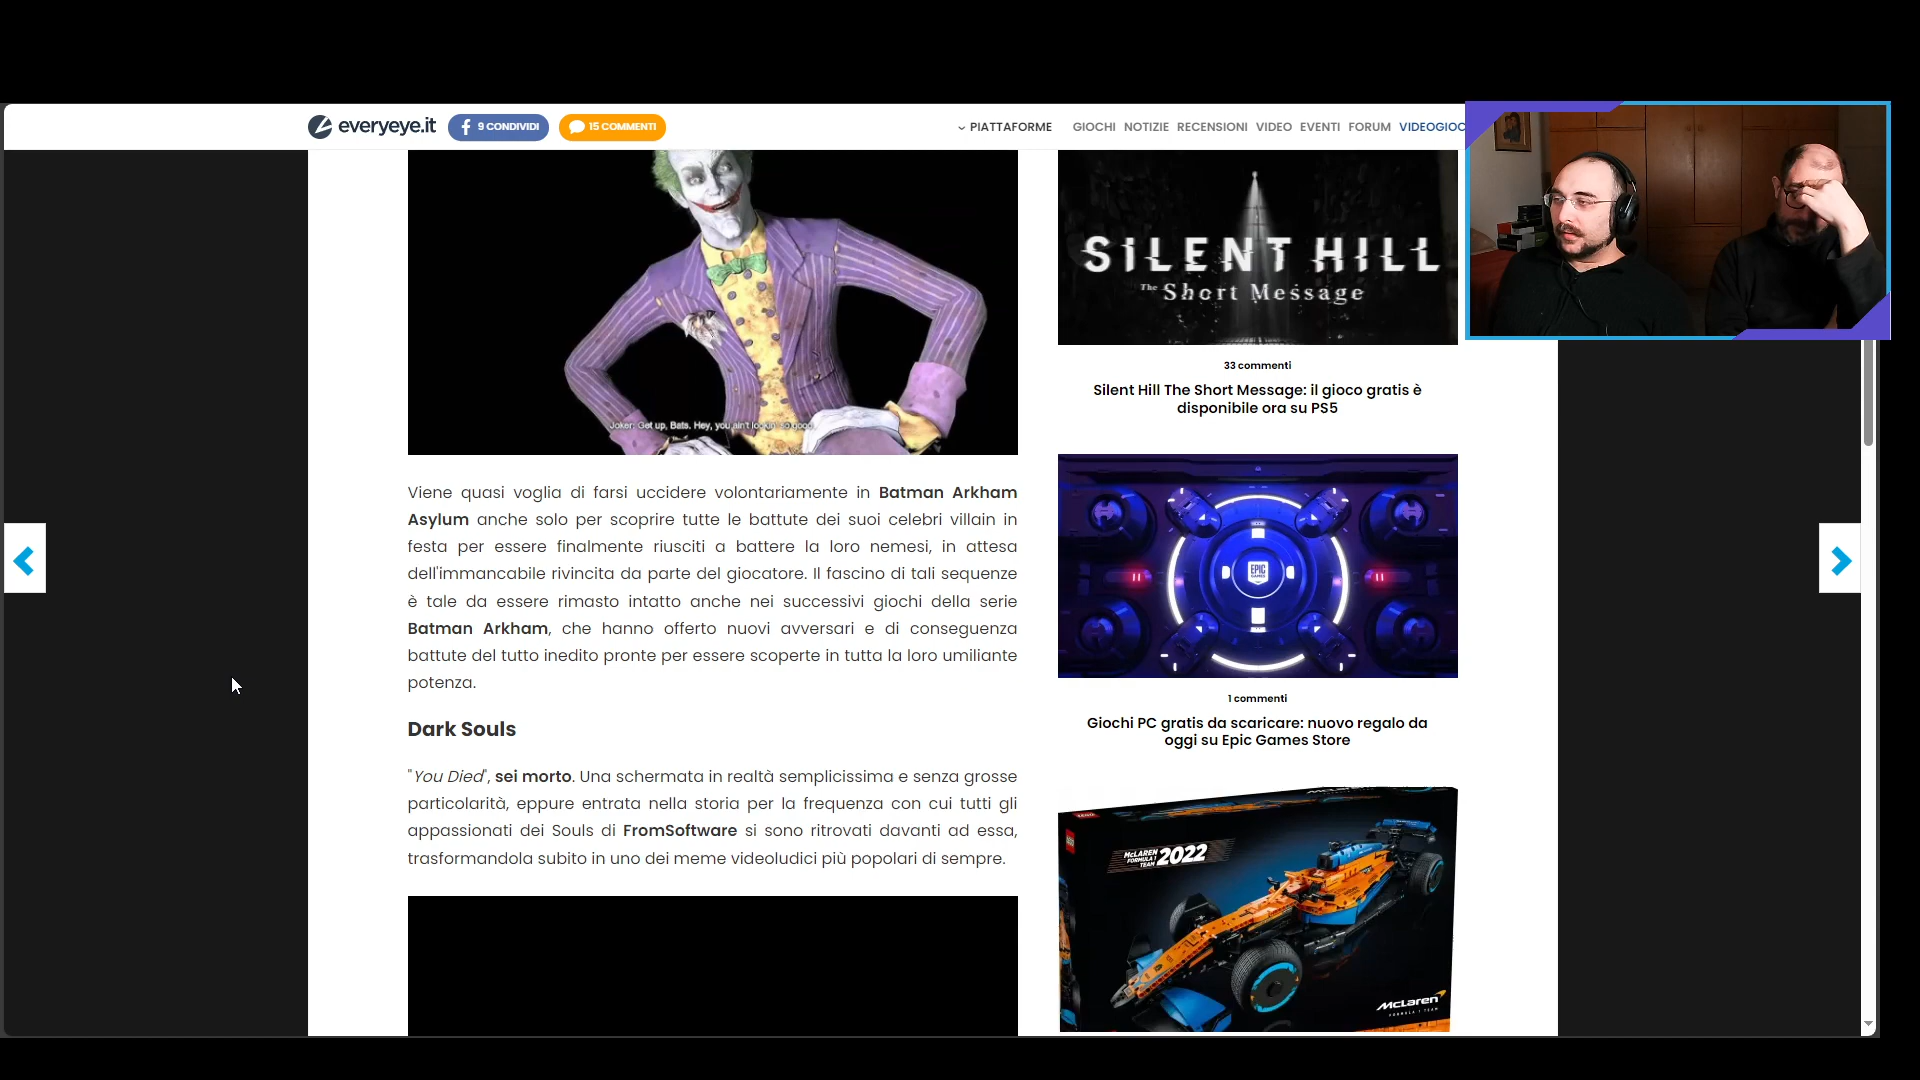 everyeye.it
9 CONDIVIDI
15 COMMENTI
PIATTAFORME
GIOCHI NOTIZIE RECENSIONI VIDEO EVENTI FORUM VIDEOGIOC
Joker: Get up, Bats. Hey, you ain't lookin' so good.
Viene quasi voglia di farsi uccidere volontariamente in Batman Arkham
Asylum anche solo per scoprire tutte le battute dei suoi celebri villain in
festa per essere finalmente riusciti a battere la loro nemesi, in attesa
dell'immancabile rivincita da parte del giocatore. Il fascino di tali sequenze
è tale da essere rimasto intatto anche nei successivi giochi della serie
Batman Arkham, che hanno offerto nuovi avversari e di conseguenza
battute del tutto inedito pronte per essere scoperte in tutta la loro umiliante
potenza.
Dark Souls
"You Died", sei morto. Una schermata in realtà semplicissima e senza grosse
particolarità, eppure entrata nella storia per la frequenza con cui tutti gli
appassionati dei Souls di FromSoftware si sono ritrovati davanti ad essa,
trasformandola subito in uno dei meme videoludici più popolari di sempre.
SILENT HILL
The Short Message
33 commenti
Silent Hill The Short Message: il gioco gratis è
disponibile ora su PS5
EPIC
GAMES
1 commenti
Giochi PC gratis da scaricare: nuovo regalo da
oggi su Epic Games Store
LEGO
McLAREN
FORMULA 1
TEAM
2022
McLaren
FORMULA 1 TEAM